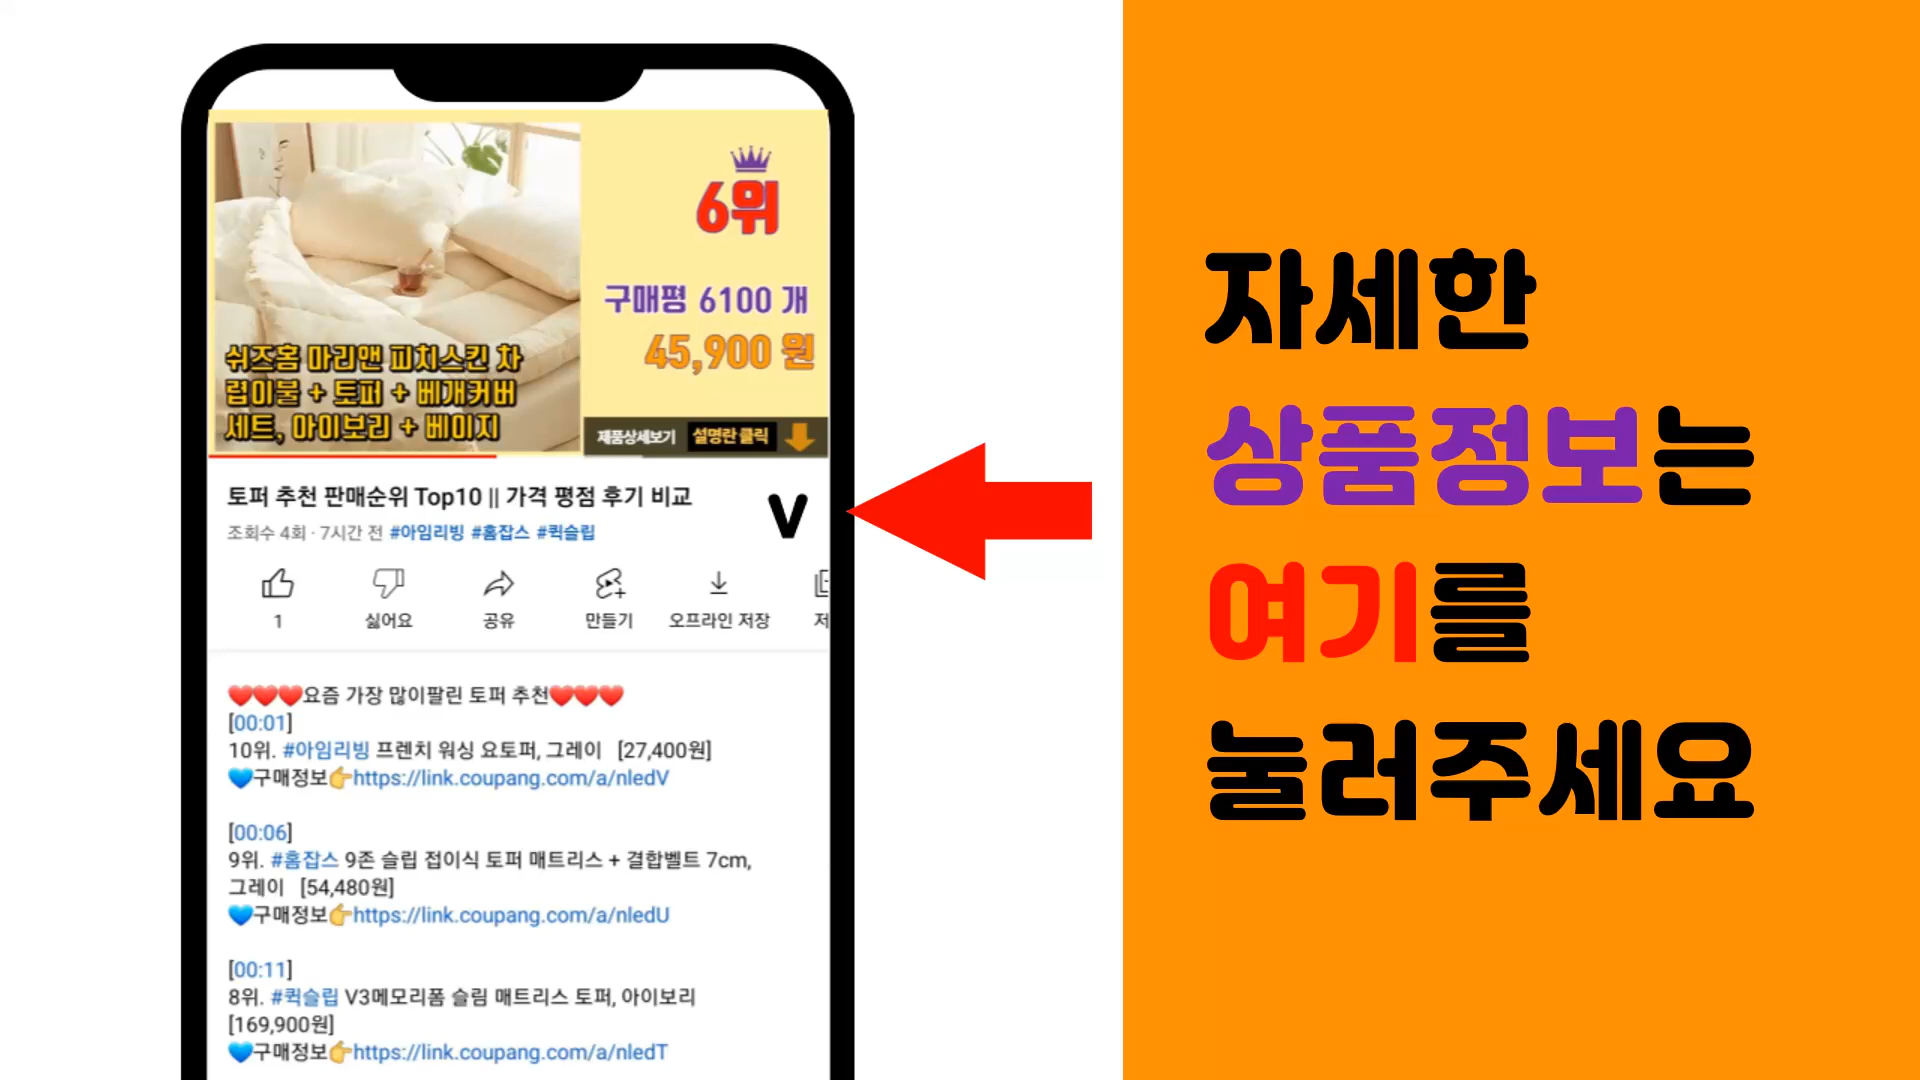 6위
구매평 6100 개
45,900 원
쉬즈홈 마리앤 피치스킨 차
렵이불 + 토퍼 + 베개커버
세트, 아이보리 + 베이지
제품상세보기 설명란 클릭
토퍼 추천 판매순위 Top10 || 가격 평점 후기 비교
V
조회수 4회 · 7시간 전 #아임리빙 #홈잡스 #퀵슬립
1 싫어요 공유 만들기 오프라인 저장 저
❤️❤️❤️요즘 가장 많이팔린 토퍼 추천❤️❤️❤️
[00:01]
10위. #아임리빙 프렌치 워싱 요토퍼, 그레이 [27,400원]
💙구매정보👉https://link.coupang.com/a/nledV
[00:06]
9위. #홈잡스 9존 슬립 접이식 토퍼 매트리스 + 결합벨트 7cm,
그레이 [54,480원]
💙구매정보👉https://link.coupang.com/a/nledU
[00:11]
8위. #퀵슬립 V3메모리폼 슬림 매트리스 토퍼, 아이보리
[169,900원]
💙구매정보👉https://link.coupang.com/a/nledT
자세한
상품정보는
여기를
눌러주세요